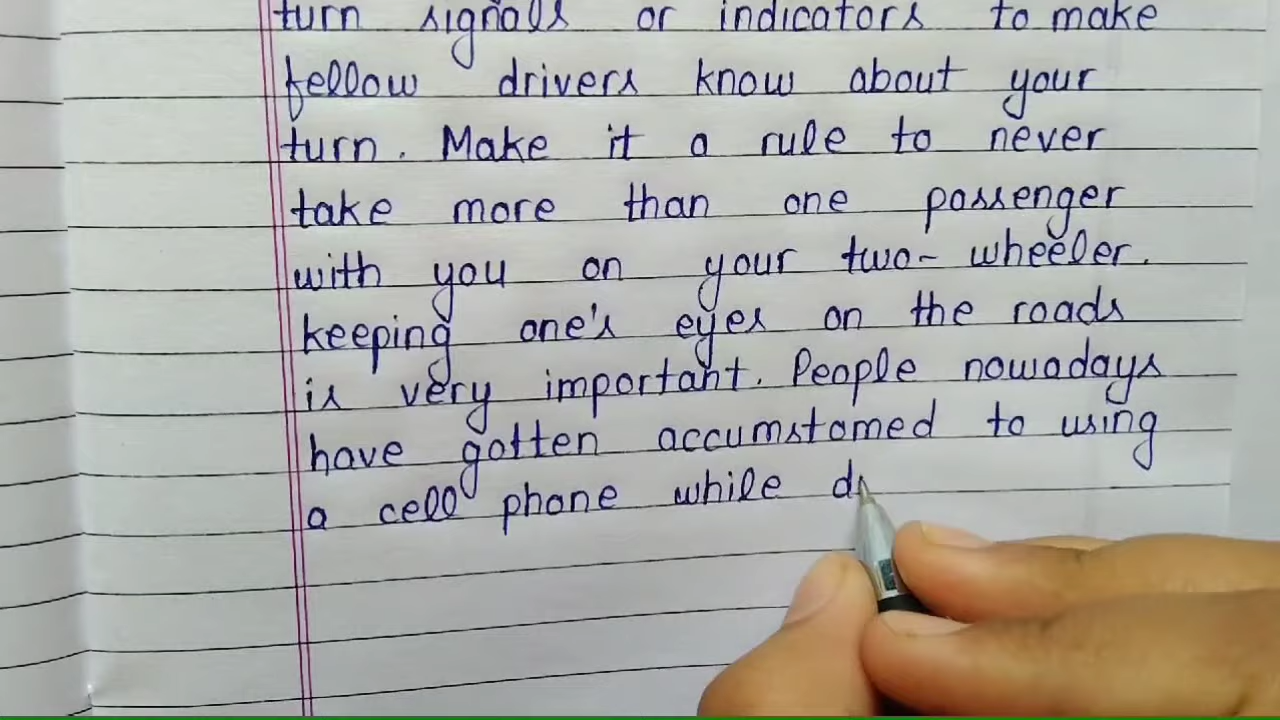 turn signals or indicators to make
fellow drivers know about your
turn. Make it a rule to never
take more than one passenger
with you on your two- wheeler.
keeping one's eyes on the roads
is very important. People nowadays
have gotten accumstomed to using
a cell phone while d